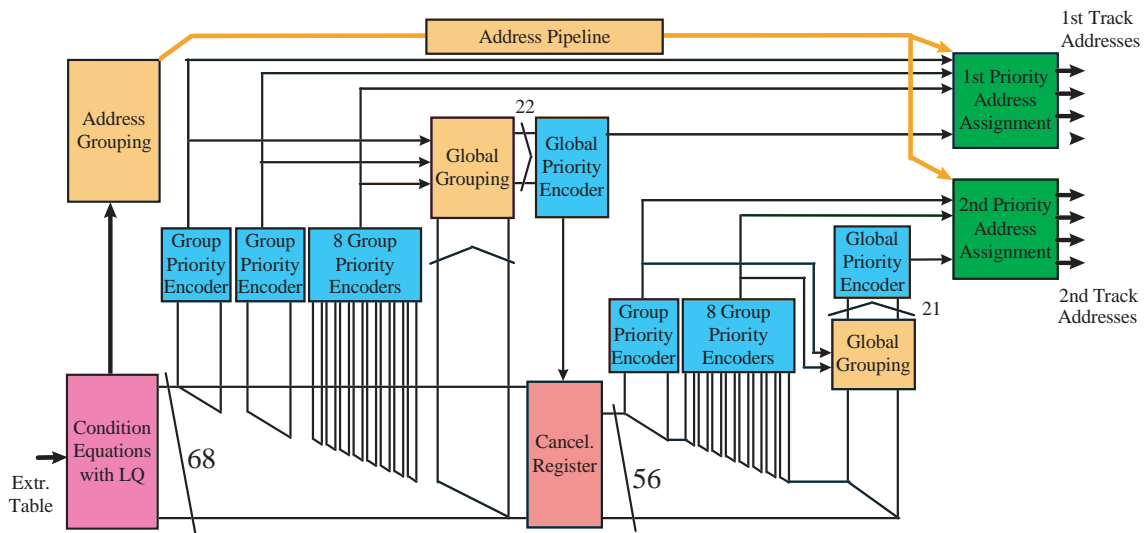 1st Track
Addresses
Address Pipeline
Address
Grouping
1st Priority
Address
Assignment
22
Global
Grouping
Global
Priority
Encoder
2nd Priority
Address
Assignment
Group
Priority
Encoder
Group
Priority
Encoder
8 Group
Priority
Encoders
Global
Priority
Encoder
2nd Track
Addresses
21
Group
Priority
Encoder
8 Group
Priority
Encoders
Global
Grouping
Condition
Equations
with LQ
68
Cancel.
Register
56
Extr.
Table